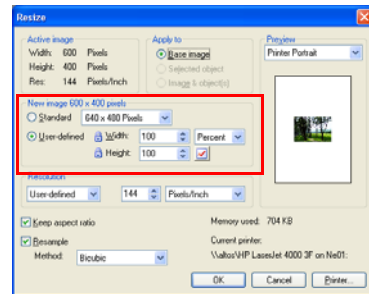 Resize
Active image
Width: 600 Pixels
Height: 400 Pixels
Res: 144 Pixels/Inch
Apply to
Base image
Selected object
Image & object(s)
Preview
Printer Portrait
New image 600 x 400 pixels
Standard 640 x 480 Pixels
User-defined Width: 100 Percent
Height: 100
Resolution
User-defined 144 Pixels/Inch
Keep aspect ratio
Resample
Method: Bicubic
Memory used: 704 KB
Current printer:
\\altos\HP LaserJet 4000 3F on Ne01:
OK Cancel Printer...